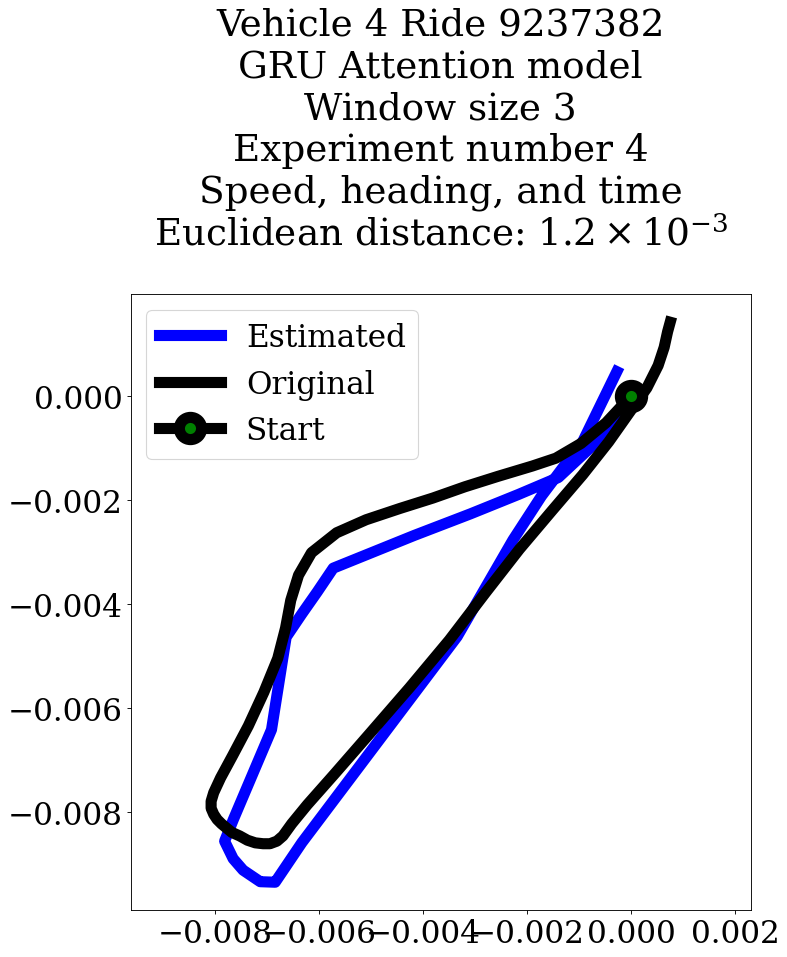 Vehicle 4 Ride 9237382
GRU Attention model
Window size 3
Experiment number 4
Speed, heading, and time
Euclidean distance: 1.2 × 10⁻³
Estimated
Original
Start
0.000
−0.002
−0.004
−0.006
−0.008
−0.008 −0.006 −0.004 −0.002 0.000 0.002